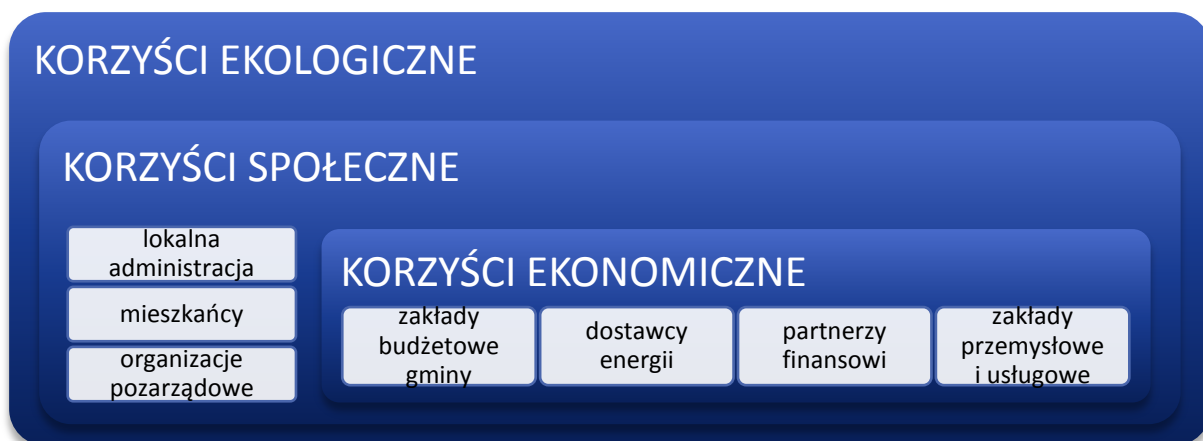 KORZYŚCI EKOLOGICZNE
KORZYŚCI SPOŁECZNE
lokalna
administracja
mieszkańcy
organizacje
pozarządowe
KORZYŚCI EKONOMICZNE
zakłady
budżetowe
gminy
dostawcy
energii
partnerzy
finansowi
zakłady
przemysłowe
i usługowe